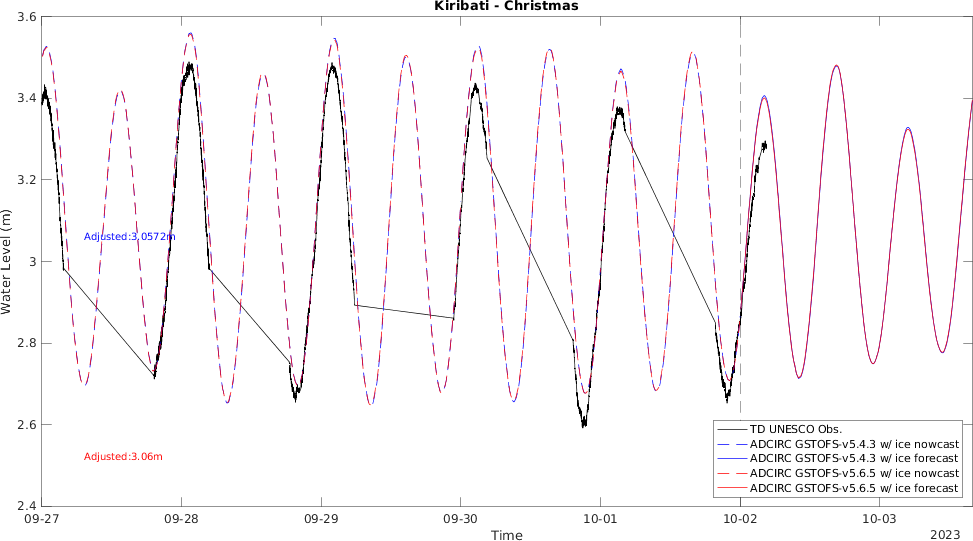 Kiribati - Christmas
3.6
3.4
3.2
3
2.8
2.6
2.4
Water Level (m)
Adjusted:3.0572m
Adjusted:3.06m
TD UNESCO Obs.
ADCIRC GSTOFS-v5.4.3 w/ ice nowcast
ADCIRC GSTOFS-v5.4.3 w/ ice forecast
ADCIRC GSTOFS-v5.6.5 w/ ice nowcast
ADCIRC GSTOFS-v5.6.5 w/ ice forecast
09-27 09-28 09-29 09-30 10-01 10-02 10-03
Time
2023